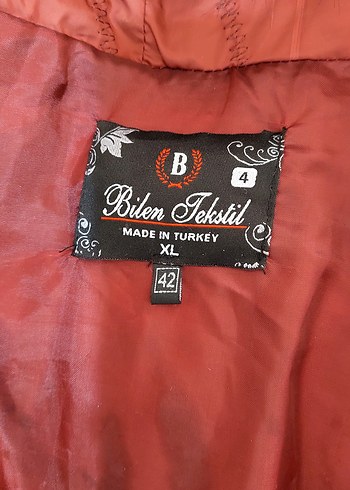 B
4
Bilen Tekstil
MADE IN TURKEY
XL
42